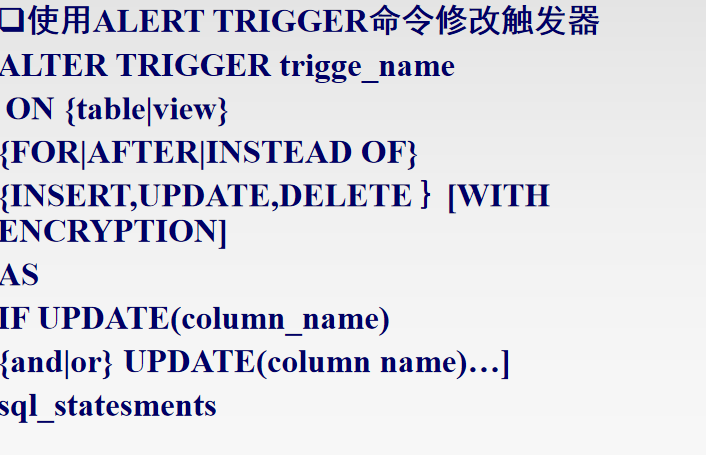 ❑使用ALERT TRIGGER命令修改触发器
ALTER TRIGGER trigge_name
ON {table|view}
{FOR|AFTER|INSTEAD OF}
{INSERT,UPDATE,DELETE｝[WITH
ENCRYPTION]
AS
IF UPDATE(column_name)
{and|or} UPDATE(column name)…]
sql_statesments